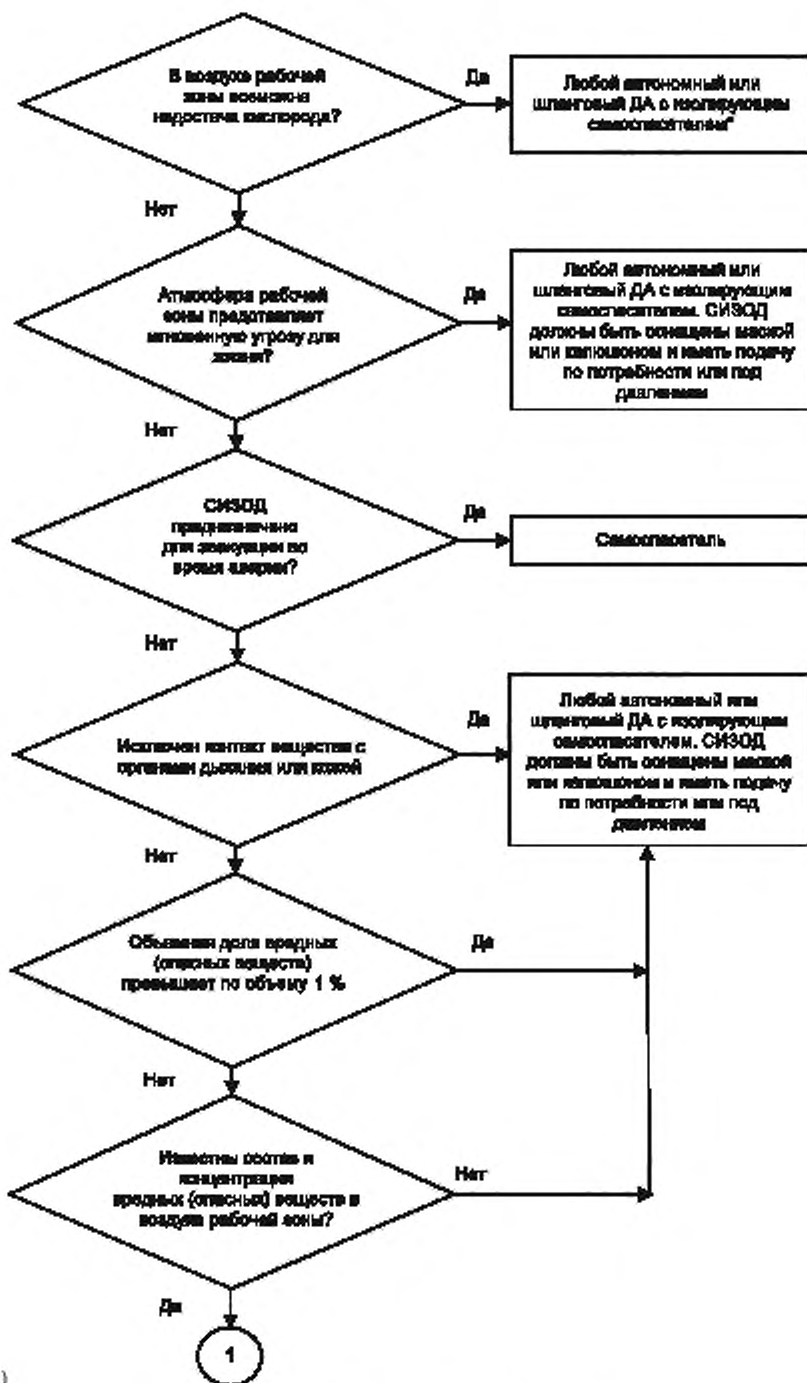 В воздухе рабочей
зоны возможна
недостача кислорода?
Да
Любой автономный или
шланговый ДА с изолирующим
самоспасателем*
Нет
Атмосфера рабочей
зоны представляет
мгновенную угрозу для
жизни?
Да
Любой автономный или
шланговый ДА с изолирующим
самоспасателем. СИЗОД
должны быть оснащены маской
или капюшоном и иметь подачу
по потребности или под
давлением
Нет
СИЗОД
предназначено
для эвакуации во
время аварии?
Да
Самоспасатель
Нет
Исключен контакт вещества с
органами дыхания или кожей
Да
Любой автономный или
шланговый ДА с изолирующим
самоспасателем. СИЗОД
должны быть оснащены маской
или капюшоном и иметь подачу
по потребности или под
давлением
Нет
Объемная доля вредных
(опасных веществ)
превышает по объему 1 %
Да
Нет
Известны состав и
концентрация
вредных (опасных) веществ в
воздухе рабочей зоны?
Нет
Да
1
)